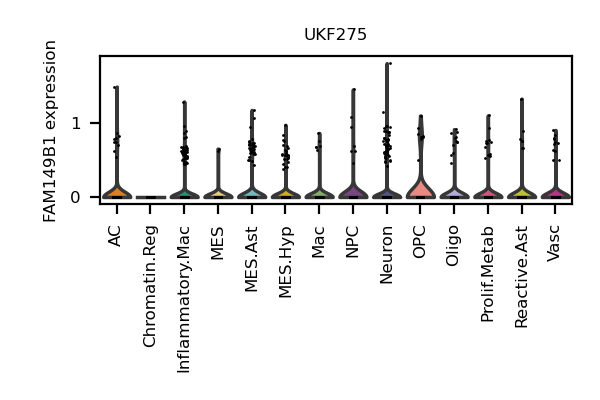 UKF275
FAM149B1 expression
1
0
AC
Chromatin.Reg
Inflammatory.Mac
MES
MES.Ast
MES.Hyp
Mac
NPC
Neuron
OPC
Oligo
Prolif.Metab
Reactive.Ast
Vasc